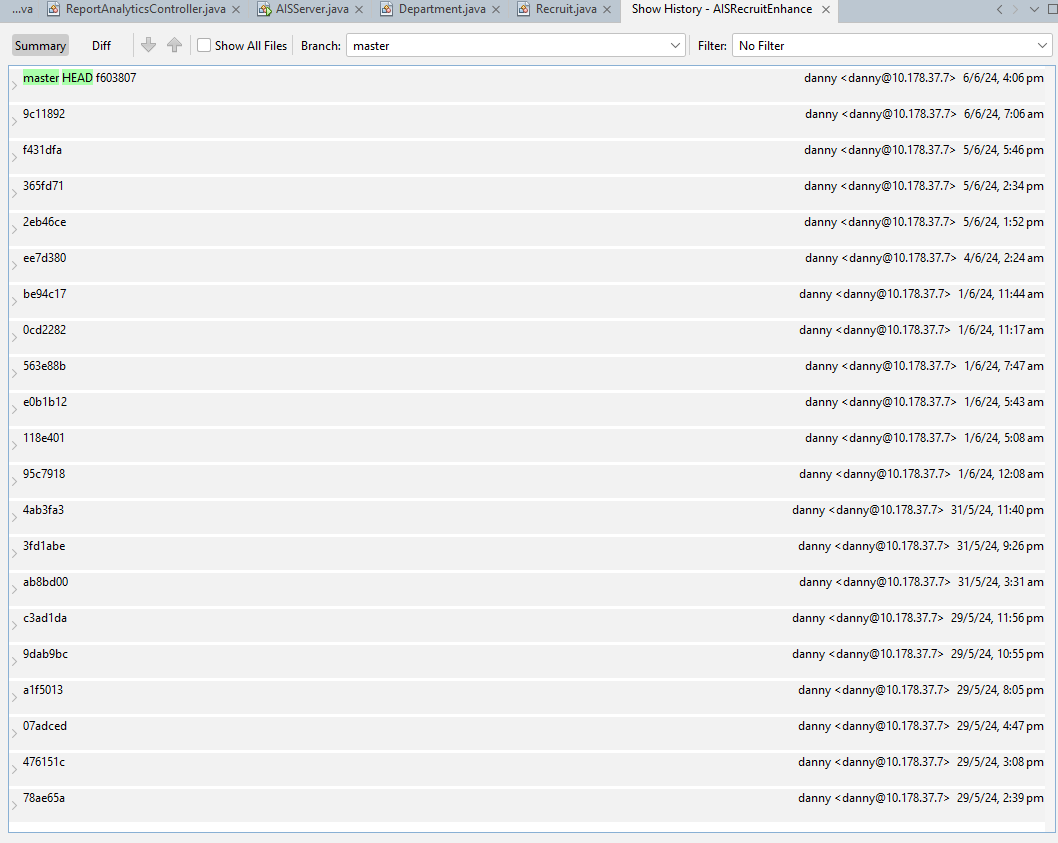 ...va ReportAnalyticsController.java AISServer.java Department.java Recruit.java Show History - AISRecruitEnhance
Summary Diff Show All Files Branch: master Filter: No Filter
master HEAD f603807 danny <danny@10.178.37.7> 6/6/24, 4:06 pm
9c11892 danny <danny@10.178.37.7> 6/6/24, 7:06 am
f431dfa danny <danny@10.178.37.7> 5/6/24, 5:46 pm
365fd71 danny <danny@10.178.37.7> 5/6/24, 2:34 pm
2eb46ce danny <danny@10.178.37.7> 5/6/24, 1:52 pm
ee7d380 danny <danny@10.178.37.7> 4/6/24, 2:24 am
be94c17 danny <danny@10.178.37.7> 1/6/24, 11:44 am
0cd2282 danny <danny@10.178.37.7> 1/6/24, 11:17 am
563e88b danny <danny@10.178.37.7> 1/6/24, 7:47 am
e0b1b12 danny <danny@10.178.37.7> 1/6/24, 5:43 am
118e401 danny <danny@10.178.37.7> 1/6/24, 5:08 am
95c7918 danny <danny@10.178.37.7> 1/6/24, 12:08 am
4ab3fa3 danny <danny@10.178.37.7> 31/5/24, 11:40 pm
3fd1abe danny <danny@10.178.37.7> 31/5/24, 9:26 pm
ab8bd00 danny <danny@10.178.37.7> 31/5/24, 3:31 am
c3ad1da danny <danny@10.178.37.7> 29/5/24, 11:56 pm
9dab9bc danny <danny@10.178.37.7> 29/5/24, 10:55 pm
a1f5013 danny <danny@10.178.37.7> 29/5/24, 8:05 pm
07adced danny <danny@10.178.37.7> 29/5/24, 4:47 pm
476151c danny <danny@10.178.37.7> 29/5/24, 3:08 pm
78ae65a danny <danny@10.178.37.7> 29/5/24, 2:39 pm